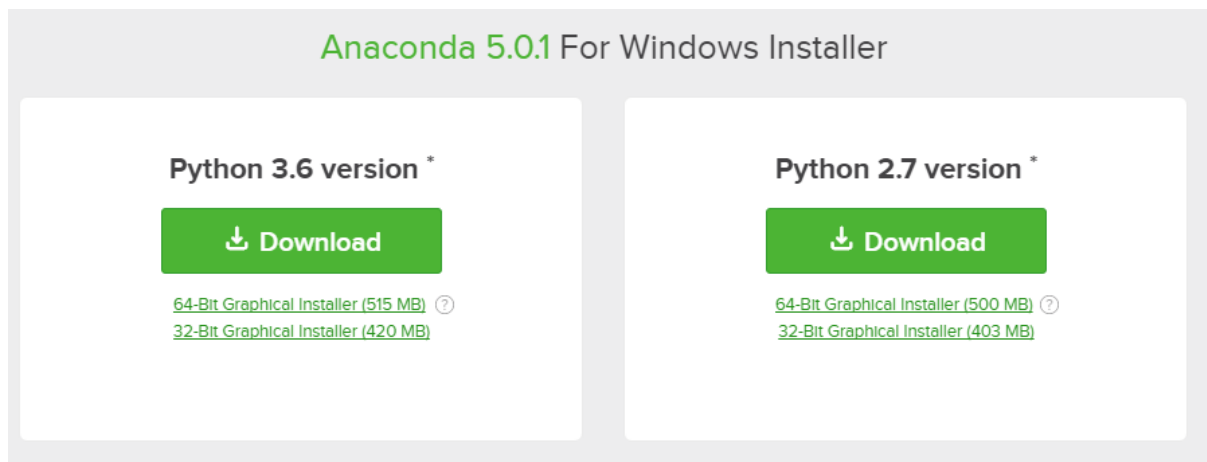 Anaconda 5.0.1 For Windows Installer
Python 3.6 version *
Download
64-Bit Graphical Installer (515 MB) ?
32-Bit Graphical Installer (420 MB)
Python 2.7 version *
Download
64-Bit Graphical Installer (500 MB) ?
32-Bit Graphical Installer (403 MB)